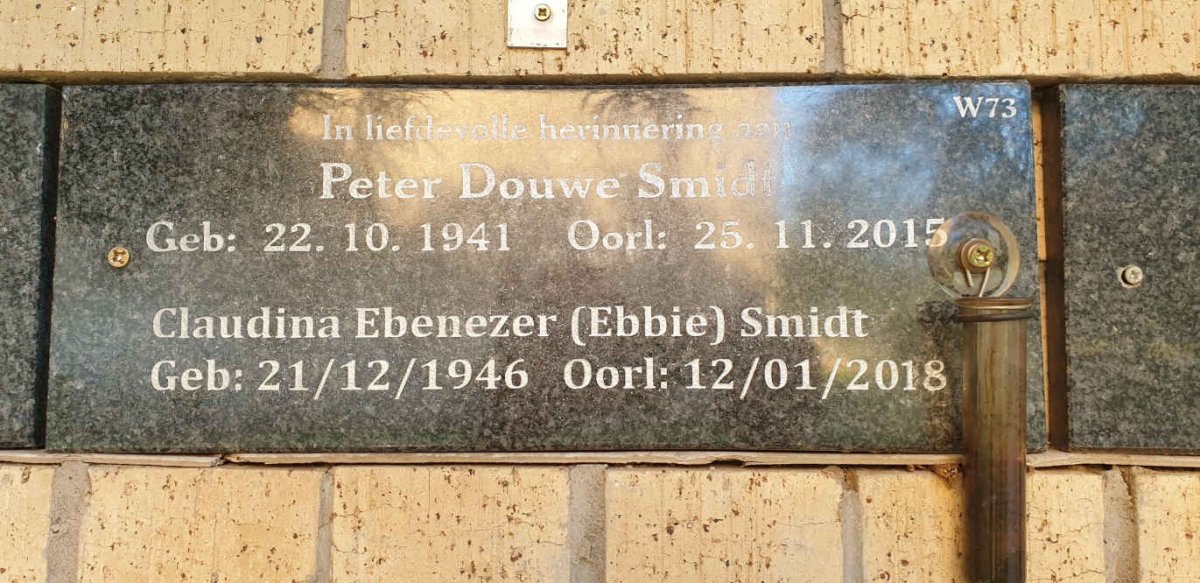 W73
In liefdevolle herinnering aan
Peter Douwe Smidt
Geb: 22. 10. 1941 Oorl: 25. 11. 2015
Claudina Ebenezer (Ebbie) Smidt
Geb: 21/12/1946 Oorl: 12/01/2018